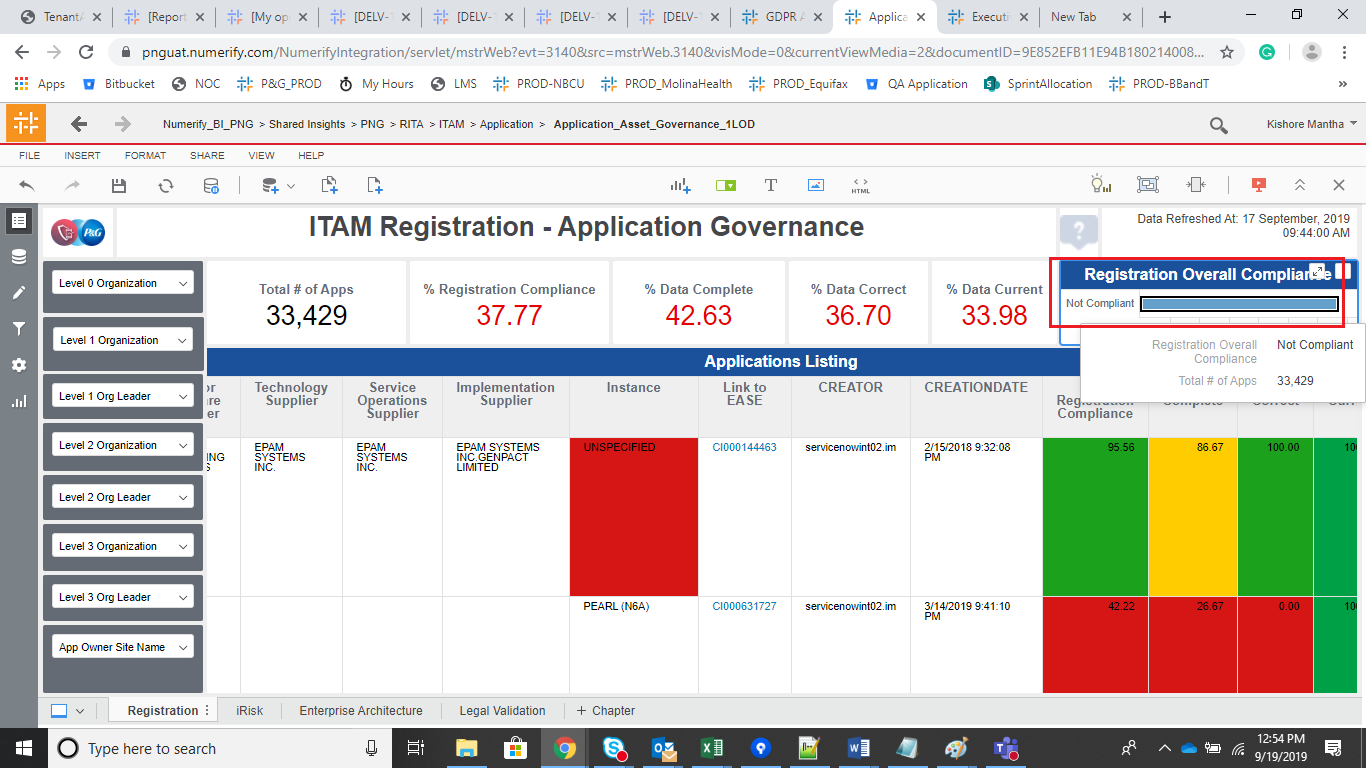 TenantA
[Report
[My op
[DELV-1
[DELV-1
[DELV-1
[DELV-1
GDPR A
Applica
Executi
New Tab
pnguat.numerify.com/NumerifyIntegration/servlet/mstrWeb?evt=3140&src=mstrWeb.3140&visMode=0&currentViewMedia=2&documentID=9E852EFB11E94B180214008...
Apps
Bitbucket
NOC
P&G_PROD
My Hours
LMS
PROD-NBCU
PROD_MolinaHealth
PROD_Equifax
QA Application
SprintAllocation
PROD-BBandT
»
Numerify_BI_PNG > Shared Insights > PNG > RITA > ITAM > Application > Application_Asset_Governance_1LOD
Kishore Mantha
FILE
INSERT
FORMAT
SHARE
VIEW
HELP
HTML
P&G
ITAM Registration - Application Governance
?
Data Refreshed At: 17 September, 2019
09:44:00 AM
Level 0 Organization
Level 1 Organization
Level 1 Org Leader
Level 2 Organization
Level 2 Org Leader
Level 3 Organization
Level 3 Org Leader
App Owner Site Name
Total # of Apps
33,429
% Registration Compliance
37.77
% Data Complete
42.63
% Data Correct
36.70
% Data Current
33.98
Registration Overall Compliance
Not Compliant
Registration Overall
Compliance
Not Compliant
Total # of Apps
33,429
Applications Listing
Technology
Supplier
Service
Operations
Supplier
Implementation
Supplier
Instance
Link to
EASE
CREATOR
CREATIONDATE
Registration
Compliance
EPAM
SYSTEMS
INC.
EPAM
SYSTEMS
INC.
EPAM SYSTEMS
INC.GENPACT
LIMITED
UNSPECIFIED
CI000144463
servicenowint02.im
2/15/2018 9:32:08
PM
95.56
86.67
100.00
PEARL (N6A)
CI000631727
servicenowint02.im
3/14/2019 9:41:10
PM
42.22
26.67
0.00
Registration
iRisk
Enterprise Architecture
Legal Validation
+ Chapter
Type here to search
12:54 PM
9/19/2019